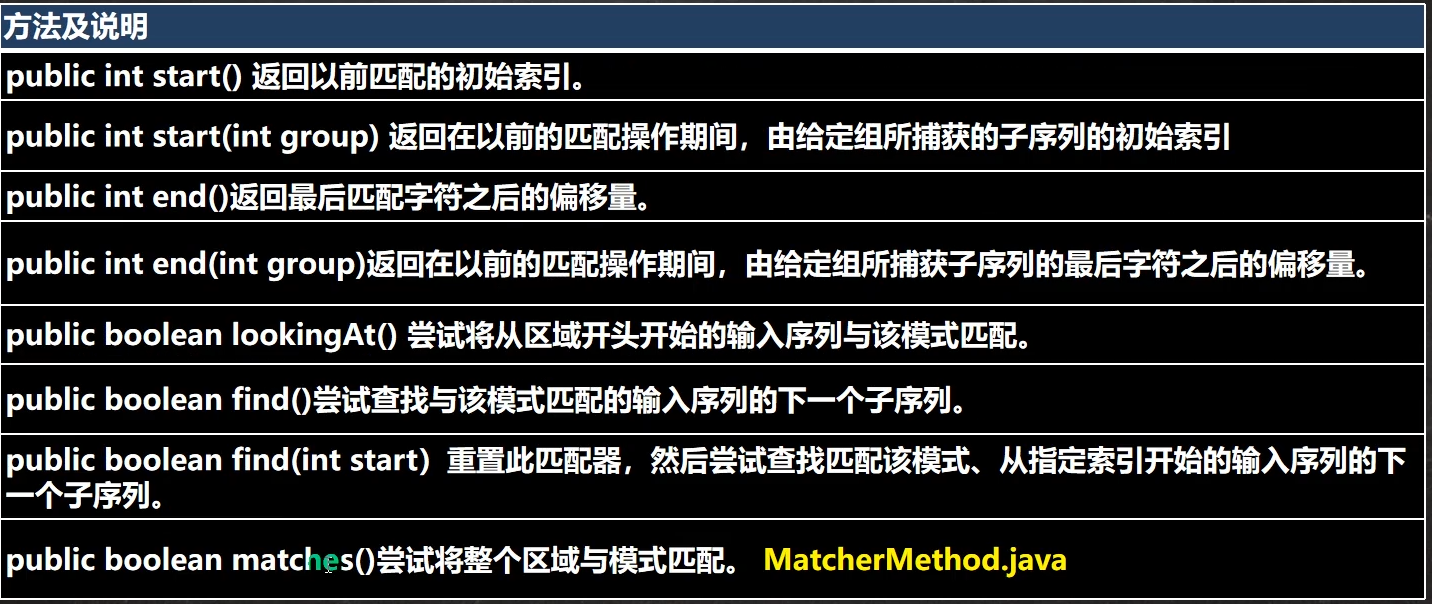 方法及说明
public int start() 返回以前匹配的初始索引。
public int start(int group) 返回在以前的匹配操作期间，由给定组所捕获的子序列的初始索引
public int end()返回最后匹配字符之后的偏移量。
public int end(int group)返回在以前的匹配操作期间，由给定组所捕获子序列的最后字符之后的偏移量。
public boolean lookingAt() 尝试将从区域开头开始的输入序列与该模式匹配。
public boolean find()尝试查找与该模式匹配的输入序列的下一个子序列。
public boolean find(int start）重置此匹配器，然后尝试查找匹配该模式、从指定索引开始的输入序列的下
一个子序列。
public boolean matches()尝试将整个区域与模式匹配。 MatcherMethod.java